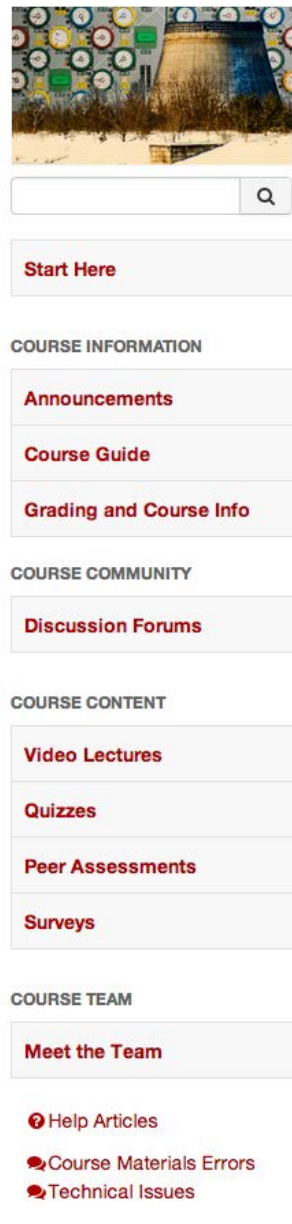 Start Here
COURSE INFORMATION
Announcements
Course Guide
Grading and Course Info
COURSE COMMUNITY
Discussion Forums
COURSE CONTENT
Video Lectures
Quizzes
Peer Assessments
Surveys
COURSE TEAM
Meet the Team
Help Articles
Course Materials Errors
Technical Issues